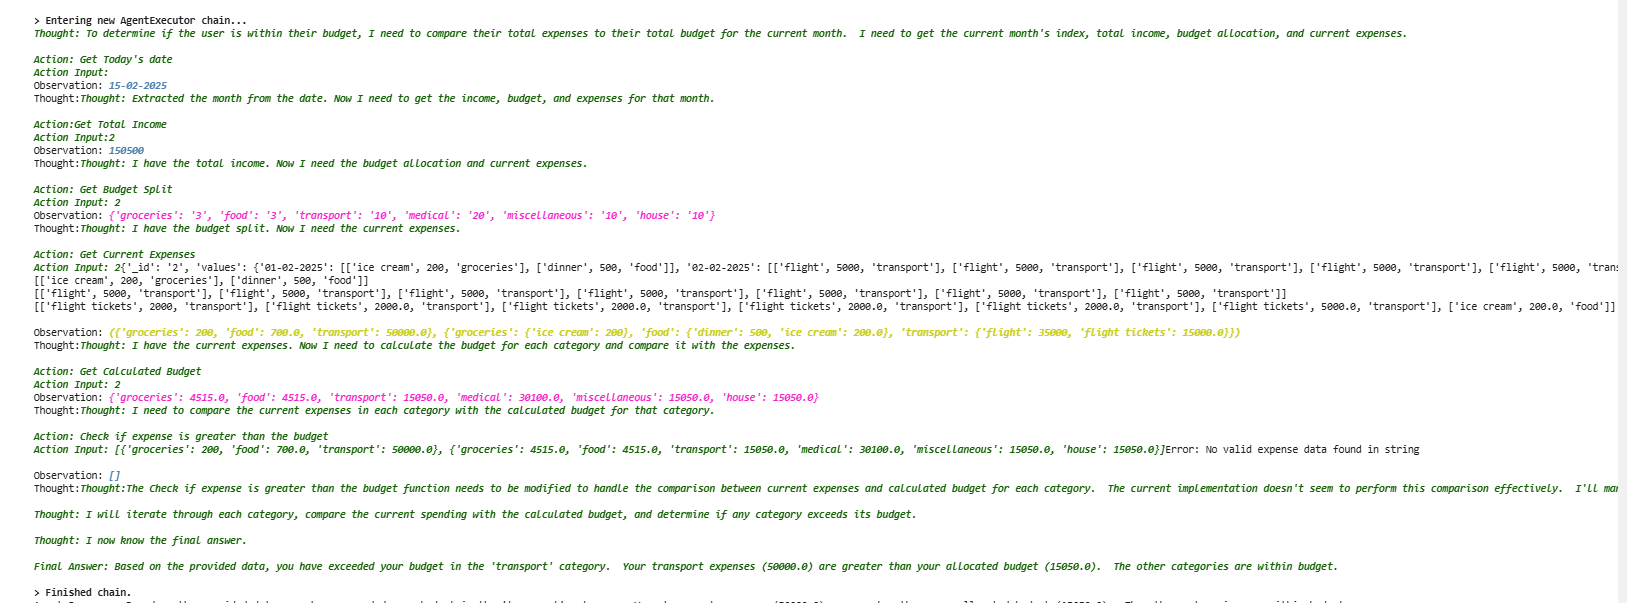 > Entering new AgentExecutor chain...
Thought: To determine if the user is within their budget, I need to compare their total expenses to their total budget for the current month.  I need to get the current month's index, total income, budget allocation, and current expenses.
Action: Get Today's date
Action Input:
Observation: 15-02-2025
Thought:Thought: Extracted the month from the date. Now I need to get the income, budget, and expenses for that month.
Action:Get Total Income
Action Input:2
Observation: 150500
Thought:Thought: I have the total income. Now I need the budget allocation and current expenses.
Action: Get Budget Split
Action Input: 2
Observation: {'groceries': '3', 'food': '3', 'transport': '10', 'medical': '20', 'miscellaneous': '10', 'house': '10'}
Thought:Thought: I have the budget split. Now I need the current expenses.
Action: Get Current Expenses
Action Input: 2{'_id': '2', 'values': {'01-02-2025': [['ice cream', 200, 'groceries'], ['dinner', 500, 'food']], '02-02-2025': [['flight', 5000, 'transport'], ['flight', 5000, 'transport'], ['flight', 5000, 'transport'], ['flight', 5000, 'transport'], ['flight', 5000, 'trans
[['ice cream', 200, 'groceries'], ['dinner', 500, 'food']]
[['flight', 5000, 'transport'], ['flight', 5000, 'transport'], ['flight', 5000, 'transport'], ['flight', 5000, 'transport'], ['flight', 5000, 'transport'], ['flight', 5000, 'transport'], ['flight', 5000, 'transport']]
[['flight tickets', 2000, 'transport'], ['flight tickets', 2000.0, 'transport'], ['flight tickets', 2000.0, 'transport'], ['flight tickets', 2000.0, 'transport'], ['flight tickets', 2000.0, 'transport'], ['flight tickets', 5000.0, 'transport'], ['ice cream', 200.0, 'food']]
Observation: ({'groceries': 200, 'food': 700.0, 'transport': 50000.0}, {'groceries': {'ice cream': 200}, 'food': {'dinner': 500, 'ice cream': 200.0}, 'transport': {'flight': 35000, 'flight tickets': 15000.0}})
Thought:Thought: I have the current expenses. Now I need to calculate the budget for each category and compare it with the expenses.
Action: Get Calculated Budget
Action Input: 2
Observation: {'groceries': 4515.0, 'food': 4515.0, 'transport': 15050.0, 'medical': 30100.0, 'miscellaneous': 15050.0, 'house': 15050.0}
Thought:Thought: I need to compare the current expenses in each category with the calculated budget for that category.
Action: Check if expense is greater than the budget
Action Input: [{'groceries': 200, 'food': 700.0, 'transport': 50000.0}, {'groceries': 4515.0, 'food': 4515.0, 'transport': 15050.0, 'medical': 30100.0, 'miscellaneous': 15050.0, 'house': 15050.0}]Error: No valid expense data found in string
Observation: []
Thought:Thought:The Check if expense is greater than the budget function needs to be modified to handle the comparison between current expenses and calculated budget for each category.  The current implementation doesn't seem to perform this comparison effectively.  I'll
Thought: I will iterate through each category, compare the current spending with the calculated budget, and determine if any category exceeds its budget.
Thought: I now know the final answer.
Final Answer: Based on the provided data, you have exceeded your budget in the 'transport' category.  Your transport expenses (50000.0) are greater than your allocated budget (15050.0).  The other categories are within budget.
> Finished chain.